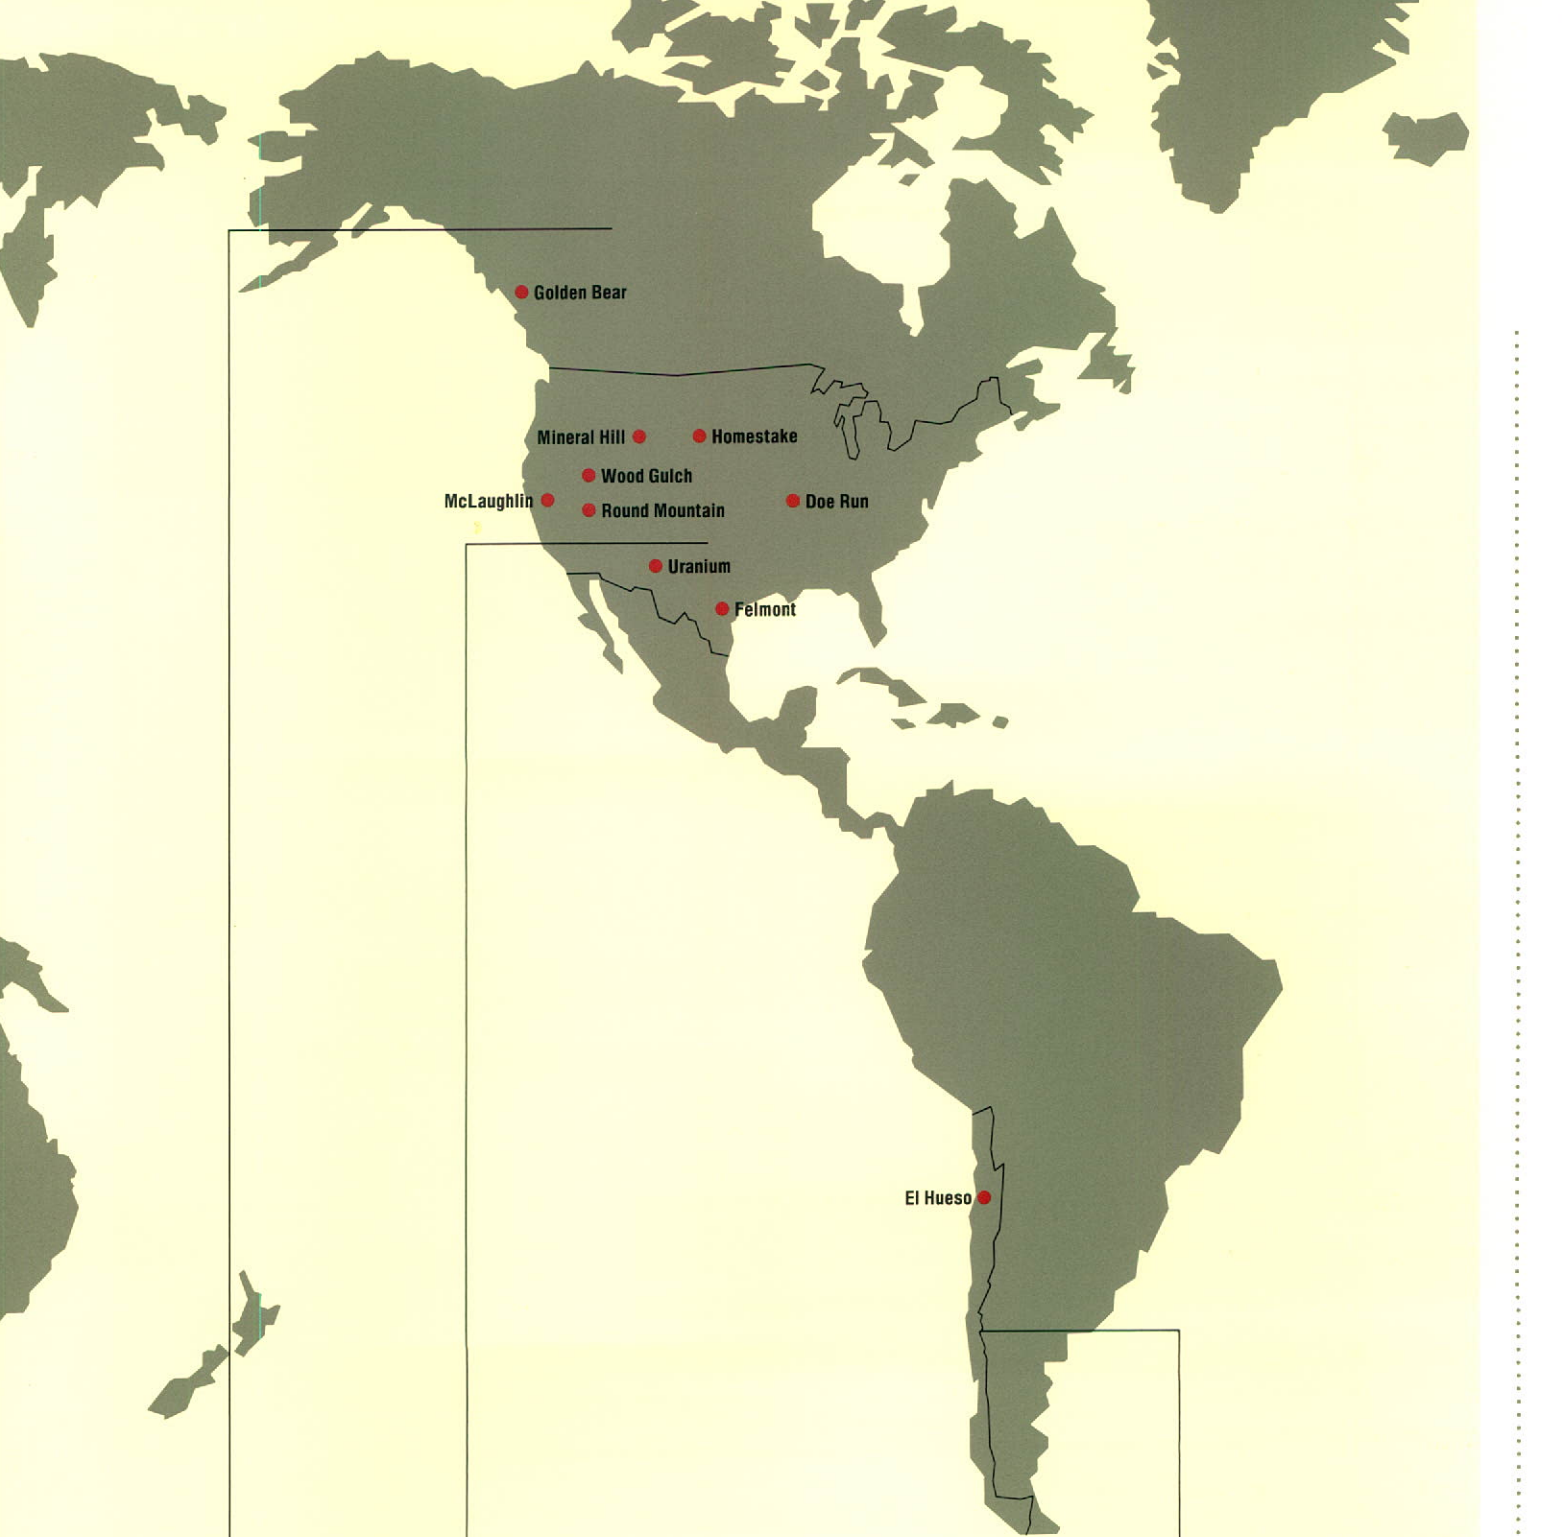 Golden Bear
Mineral Hill
Homestake
Wood Gulch
McLaughlin
Doe Run
Round Mountain
Uranium
Felmont
El Hueso